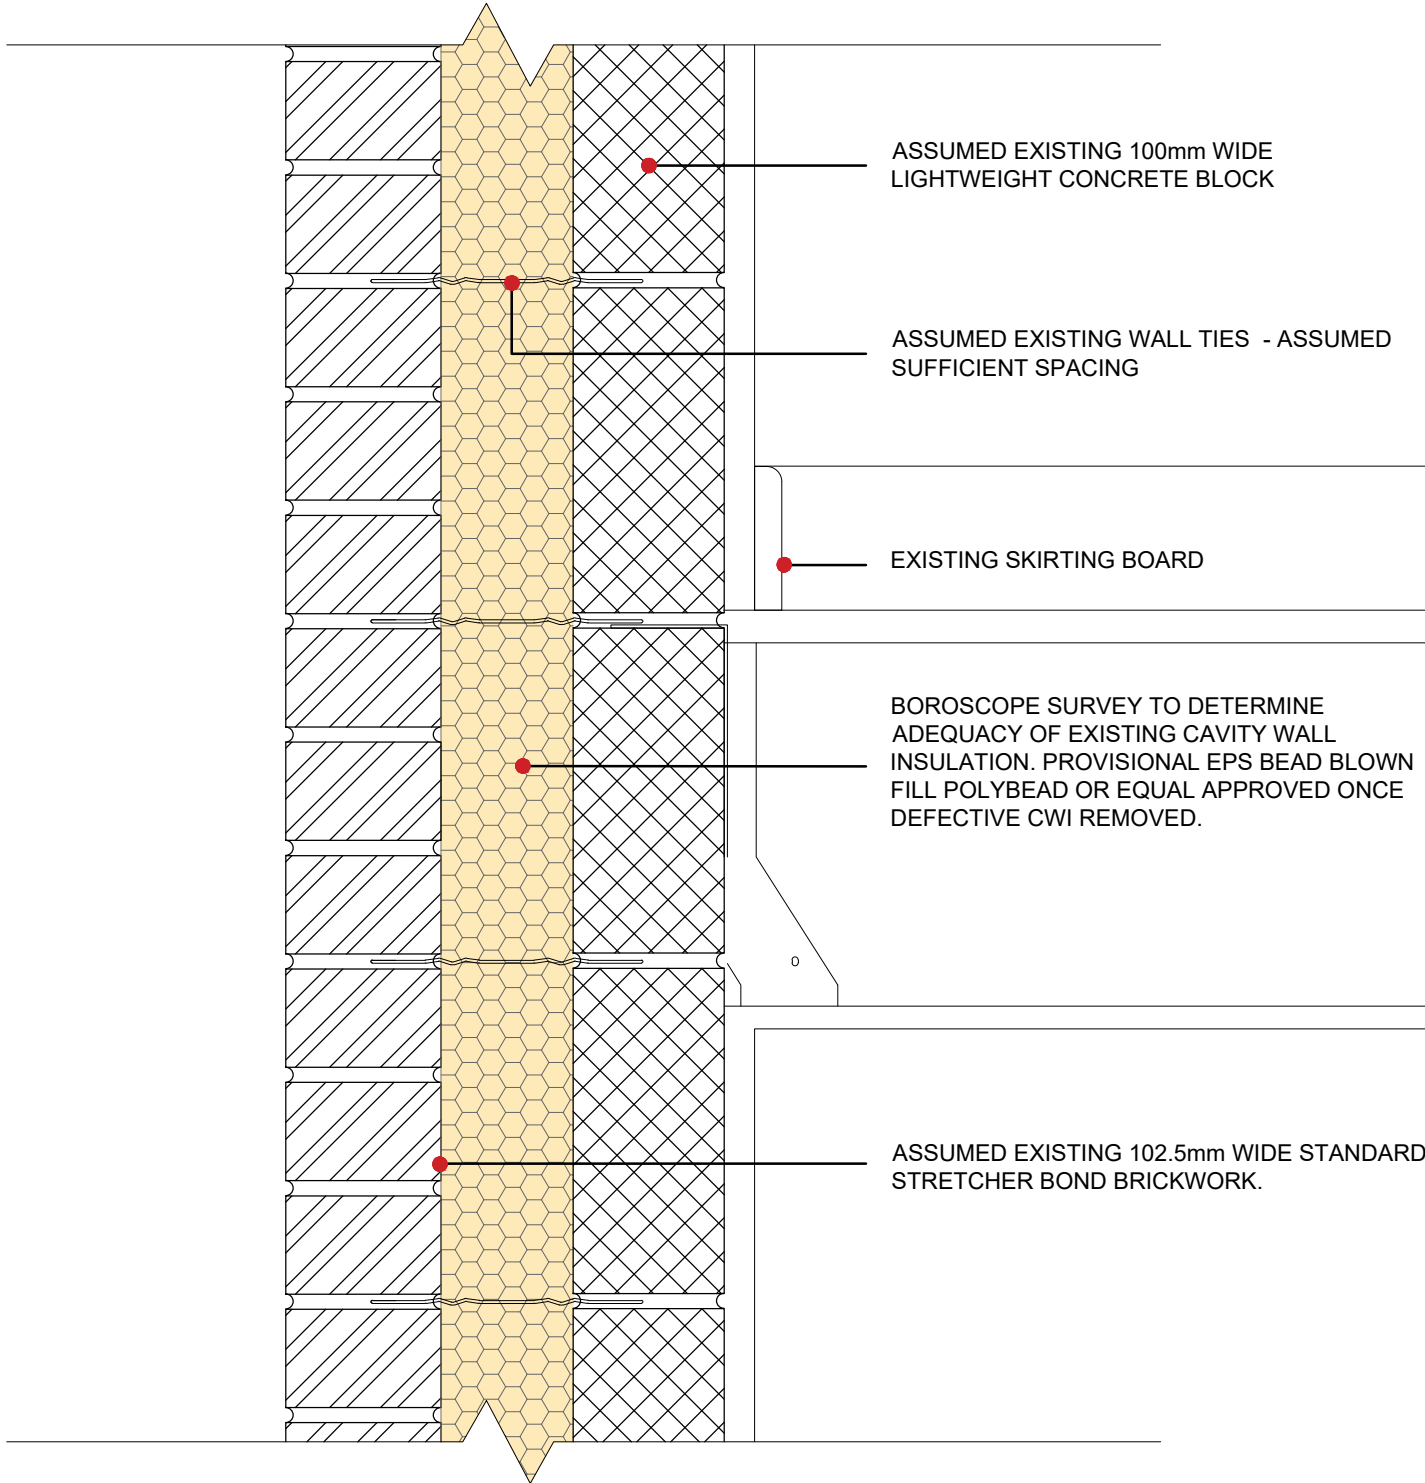 ASSUMED EXISTING 100mm WIDE
LIGHTWEIGHT CONCRETE BLOCK
ASSUMED EXISTING WALL TIES - ASSUMED
SUFFICIENT SPACING
EXISTING SKIRTING BOARD
BOROSCOPE SURVEY TO DETERMINE
ADEQUACY OF EXISTING CAVITY WALL
INSULATION. PROVISIONAL EPS BEAD BLOWN
FILL POLYBEAD OR EQUAL APPROVED ONCE
DEFECTIVE CWI REMOVED.
ASSUMED EXISTING 102.5mm WIDE STANDARD
STRETCHER BOND BRICKWORK.